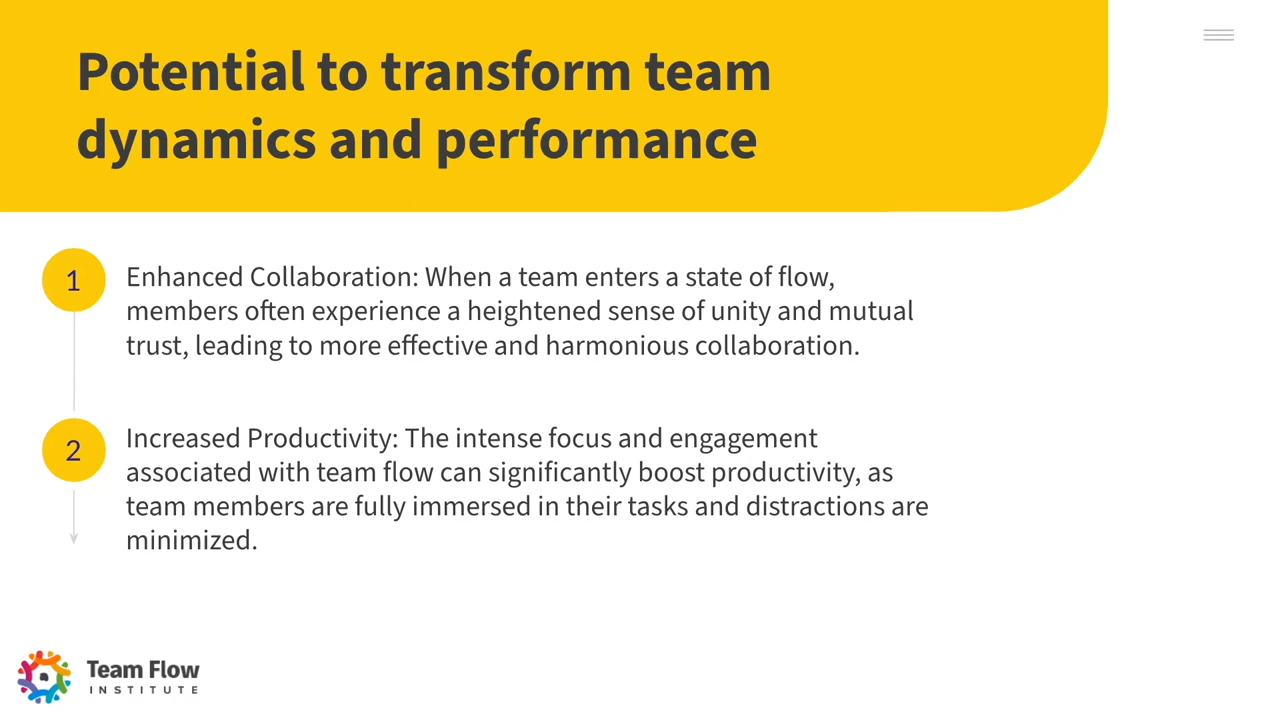 Potential to transform team
dynamics and performance
1
Enhanced Collaboration: When a team enters a state of flow,
members often experience a heightened sense of unity and mutual
trust, leading to more effective and harmonious collaboration.
2
Increased Productivity: The intense focus and engagement
associated with team flow can significantly boost productivity, as
team members are fully immersed in their tasks and distractions are
minimized.
Team Flow
INSTITUTE